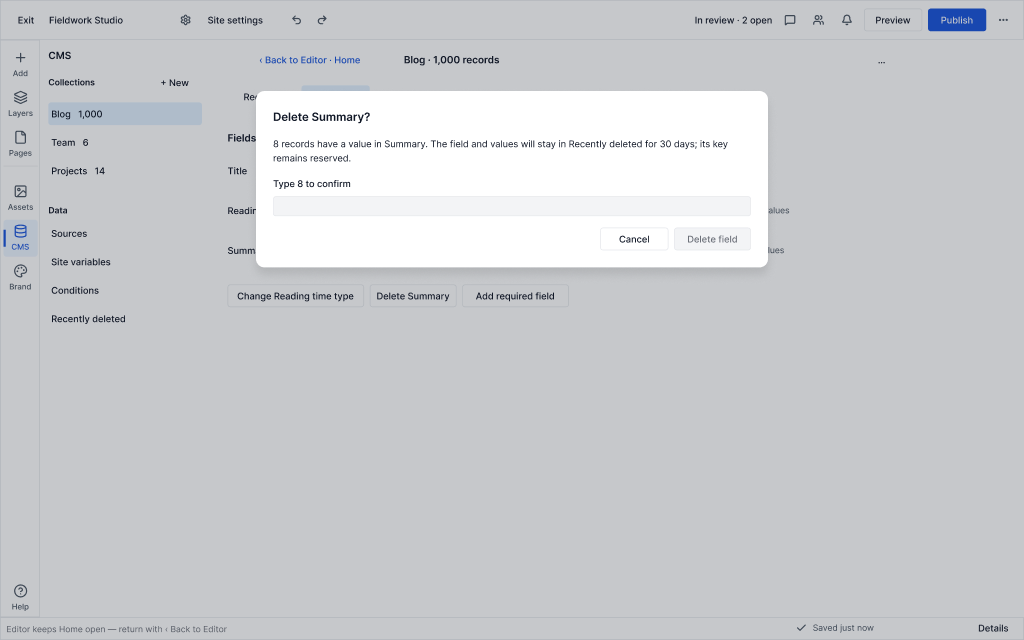 Exit Fieldwork Studio Site settings In review · 2 open Preview Publish ...
Add
Layers
Pages
Assets
CMS
Brand
Help
CMS
Collections + New
Blog 1,000
Team 6
Projects 14
Data
Sources
Site variables
Conditions
Recently deleted
‹ Back to Editor · Home Blog · 1,000 records ...
Fields
Title
Delete Summary?
8 records have a value in Summary. The field and values will stay in Recently deleted for 30 days; its key
remains reserved.
Type 8 to confirm
Cancel Delete field
Change Reading time type Delete Summary Add required field
Editor keeps Home open — return with ‹ Back to Editor Saved just now Details